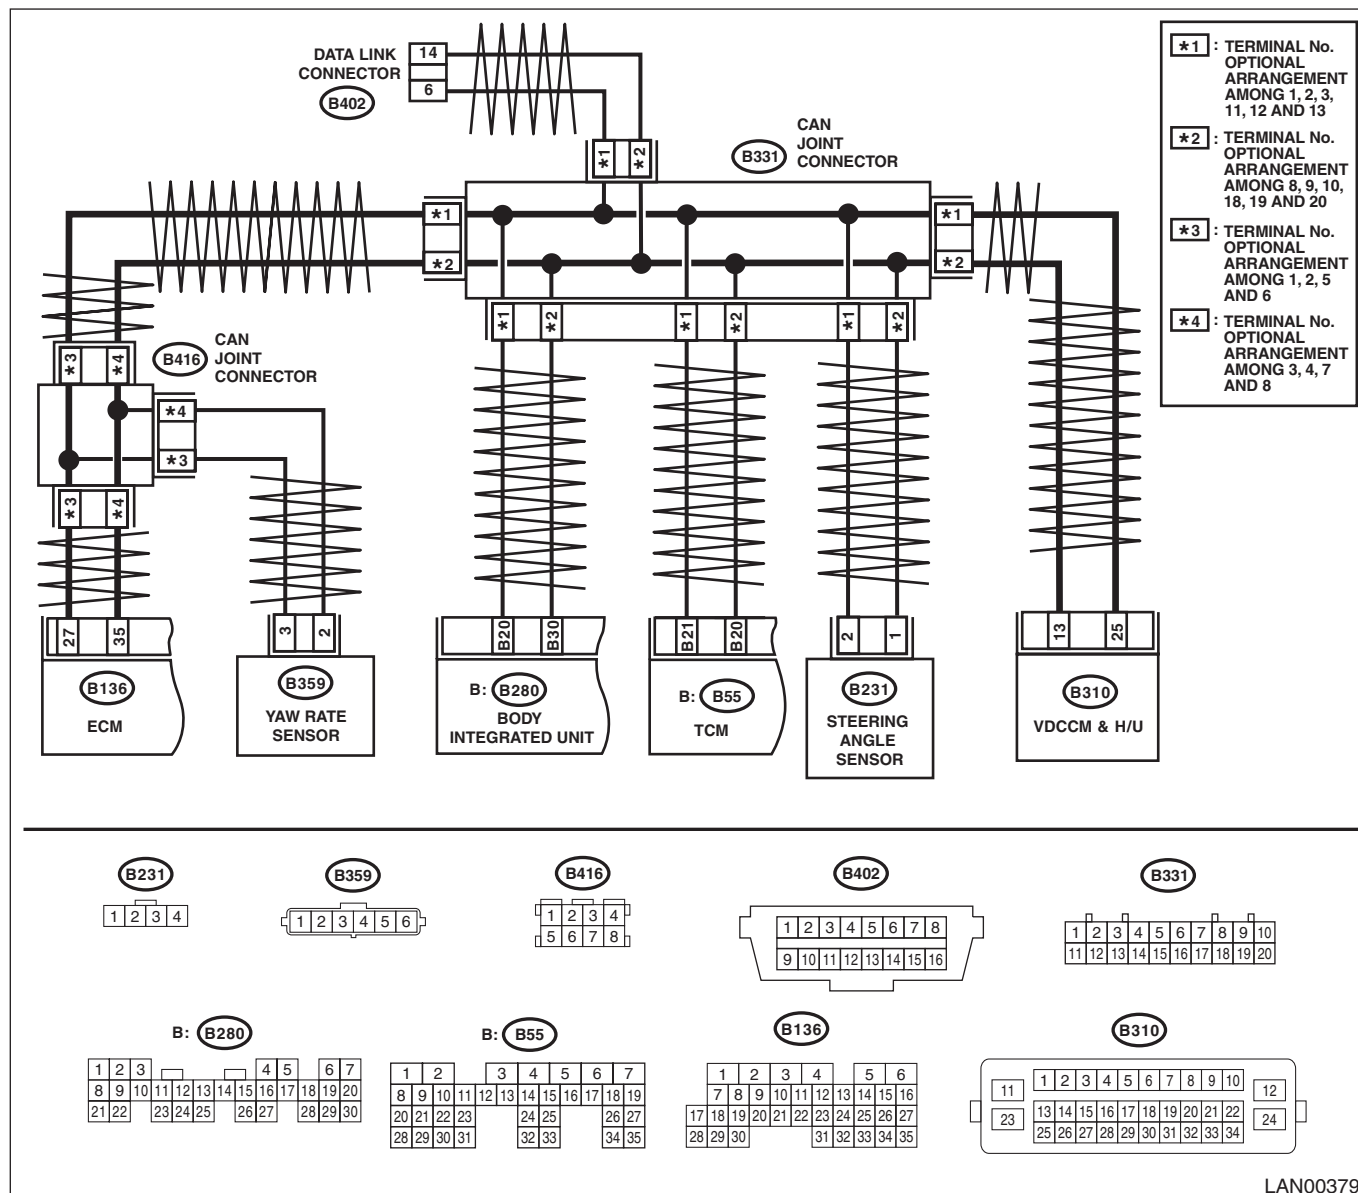 DATA LINK
CONNECTOR
B402
14
6
CAN
JOINT
CONNECTOR
B331
*1
*2
*1
*2
*1
*2
*1
*2
*1
*2
*1
*2
CAN
JOINT
CONNECTOR
B416
*3
*4
*4
*3
*3
*4
27
35
B136
ECM
3
2
B359
YAW RATE
SENSOR
B20
B30
B: B280
BODY
INTEGRATED UNIT
B21
B20
B: B55
TCM
2
1
B231
STEERING
ANGLE
SENSOR
13
25
B310
VDCCM & H/U
*1 : TERMINAL No.
OPTIONAL
ARRANGEMENT
AMONG 1, 2, 3,
11, 12 AND 13
*2 : TERMINAL No.
OPTIONAL
ARRANGEMENT
AMONG 8, 9, 10,
18, 19 AND 20
*3 : TERMINAL No.
OPTIONAL
ARRANGEMENT
AMONG 1, 2, 5
AND 6
*4 : TERMINAL No.
OPTIONAL
ARRANGEMENT
AMONG 3, 4, 7
AND 8
B231
1 2 3 4
B359
1 2 3 4 5 6
B416
1 2 3 4
5 6 7 8
B402
1 2 3 4 5 6 7 8
9 10 11 12 13 14 15 16
B331
1 2 3 4 5 6 7 8 9 10
11 12 13 14 15 16 17 18 19 20
B: B280
1 2 3 4 5 6 7
8 9 10 11 12 13 14 15 16 17 18 19 20
21 22 23 24 25 26 27 28 29 30
B: B55
1 2 3 4 5 6 7
8 9 10 11 12 13 14 15 16 17 18 19
20 21 22 23 24 25 26 27
28 29 30 31 32 33 34 35
B136
1 2 3 4 5 6
7 8 9 10 11 12 13 14 15 16
17 18 19 20 21 22 23 24 25 26 27
28 29 30 31 32 33 34 35
B310
11 1 2 3 4 5 6 7 8 9 10 12
23 13 14 15 16 17 18 19 20 21 22 24
25 26 27 28 29 30 31 32 33 34
LAN00379